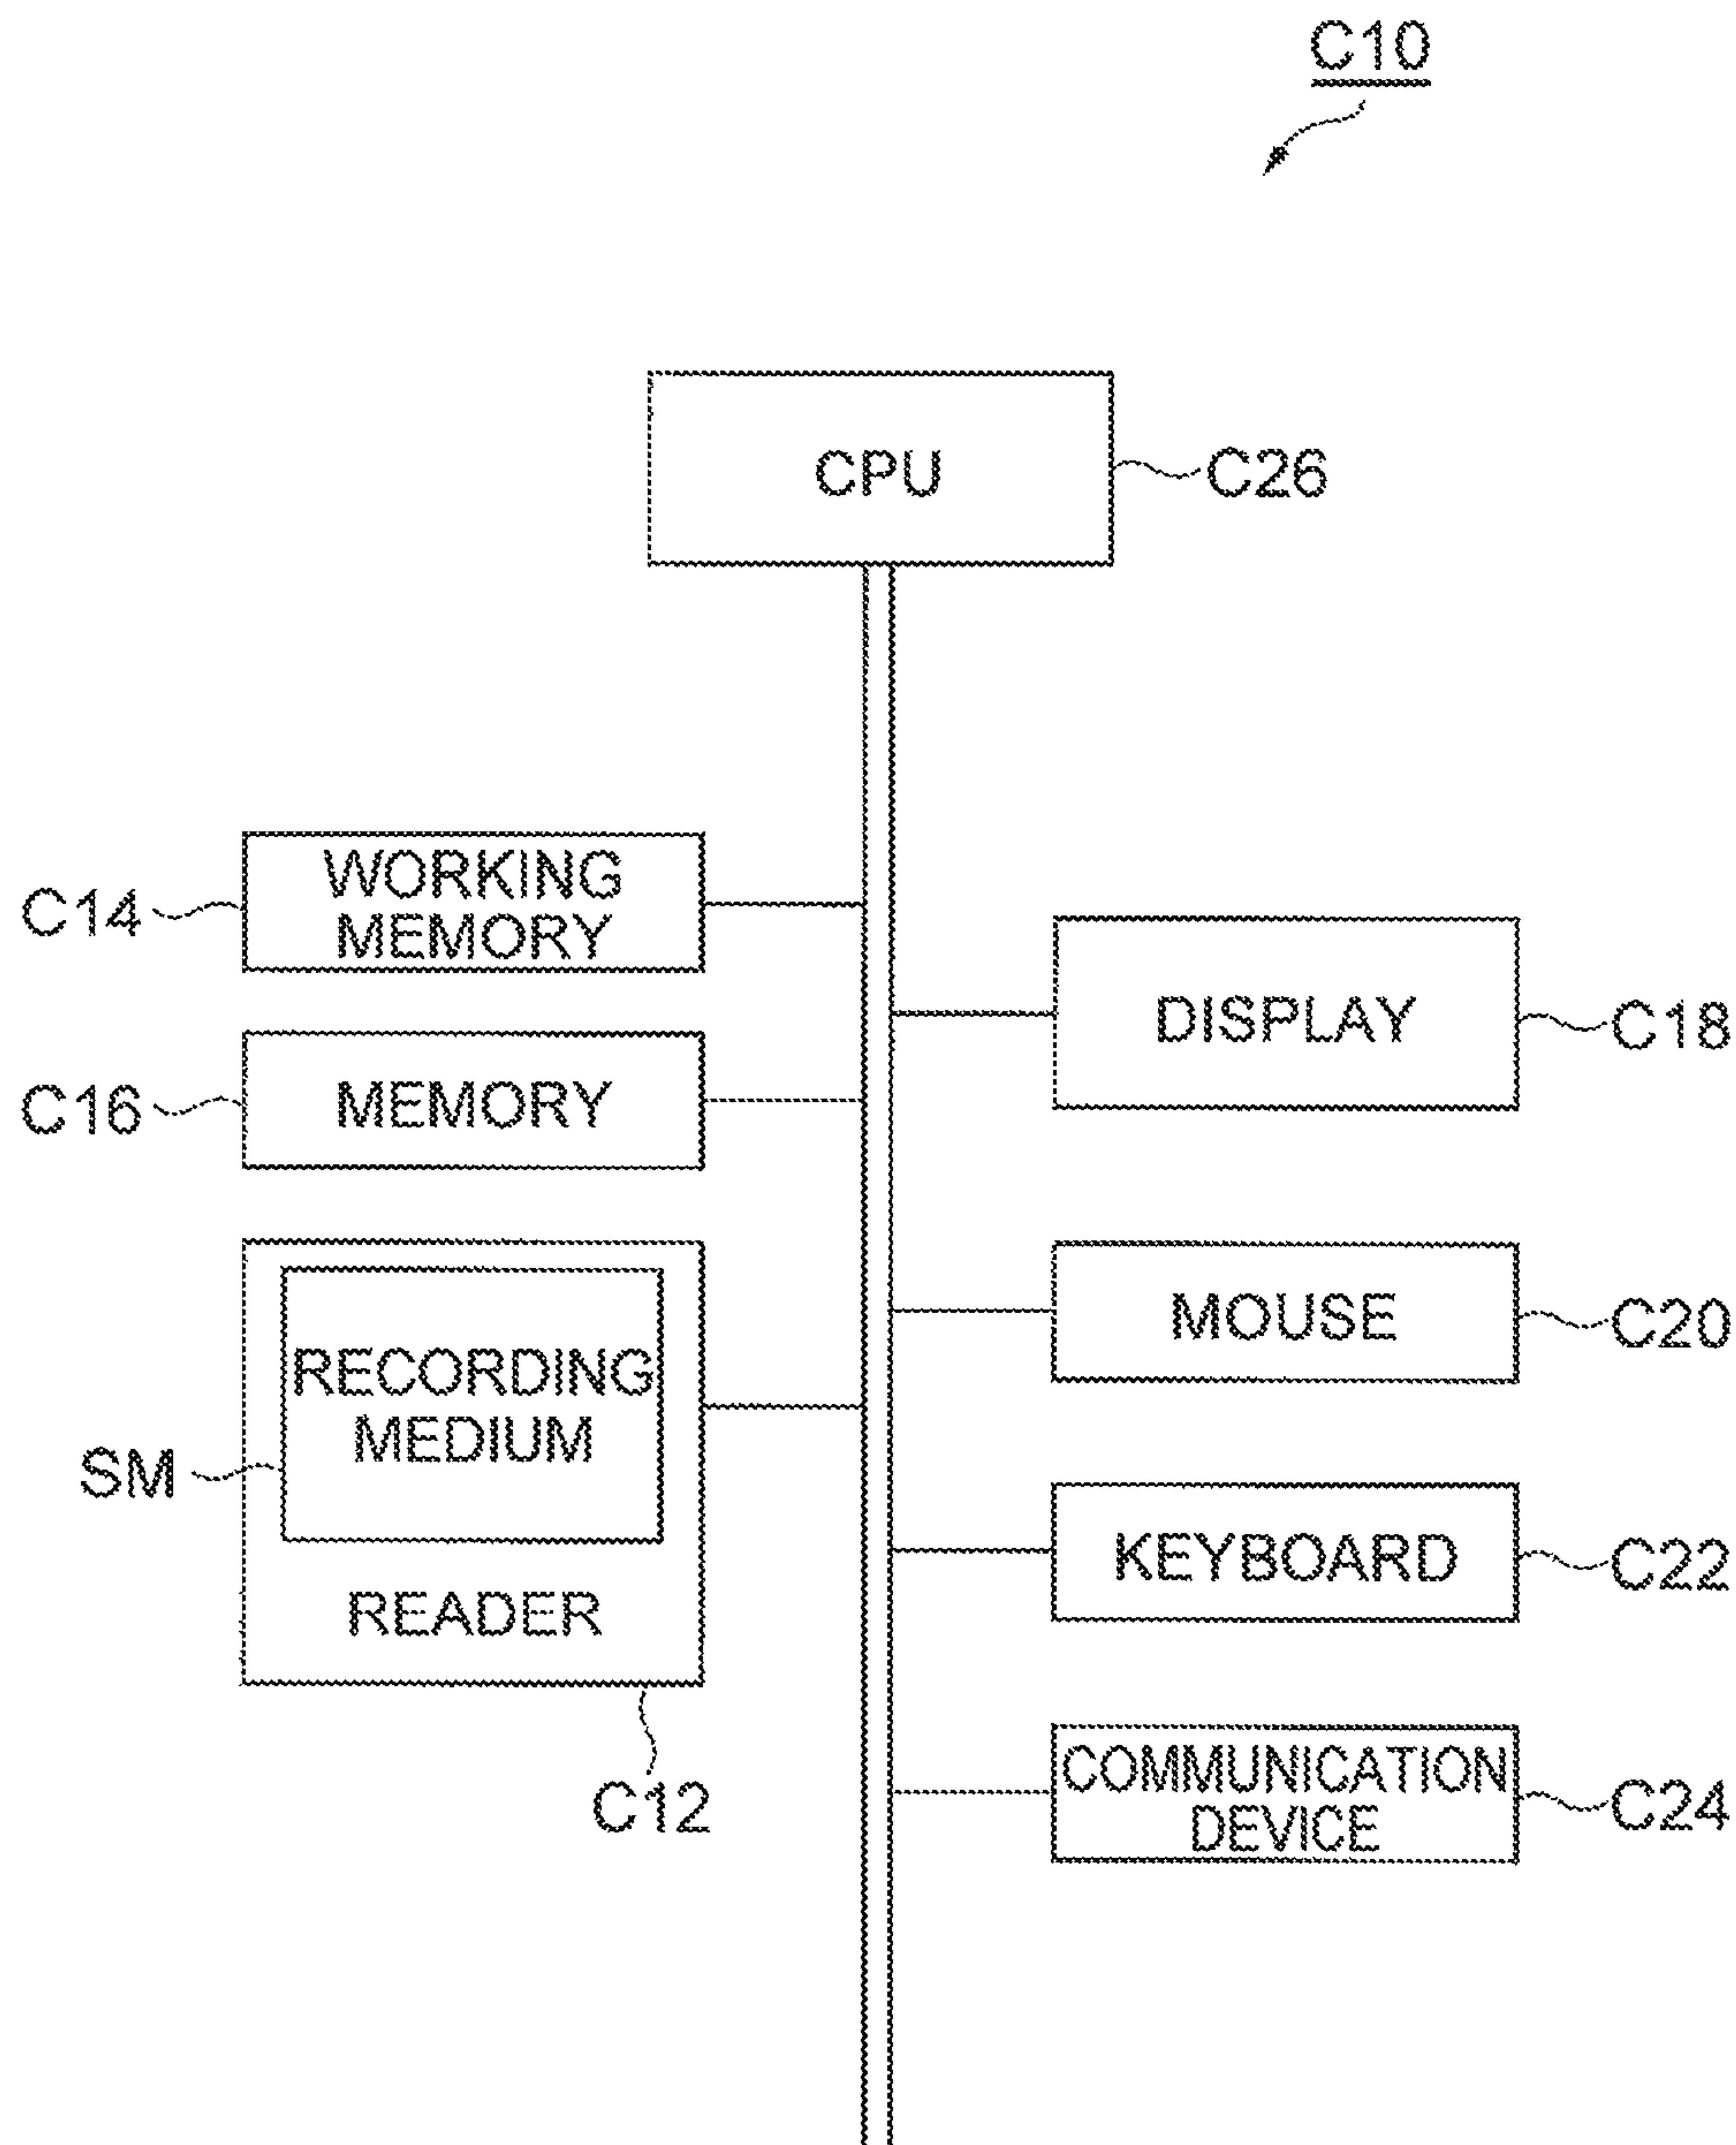 C10
CPU
C26
WORKING
MEMORY
C14
DISPLAY
C18
MEMORY
C16
RECORDING
MEDIUM
SM
READER
C12
MOUSE
C20
KEYBOARD
C22
COMMUNICATION
DEVICE
C24